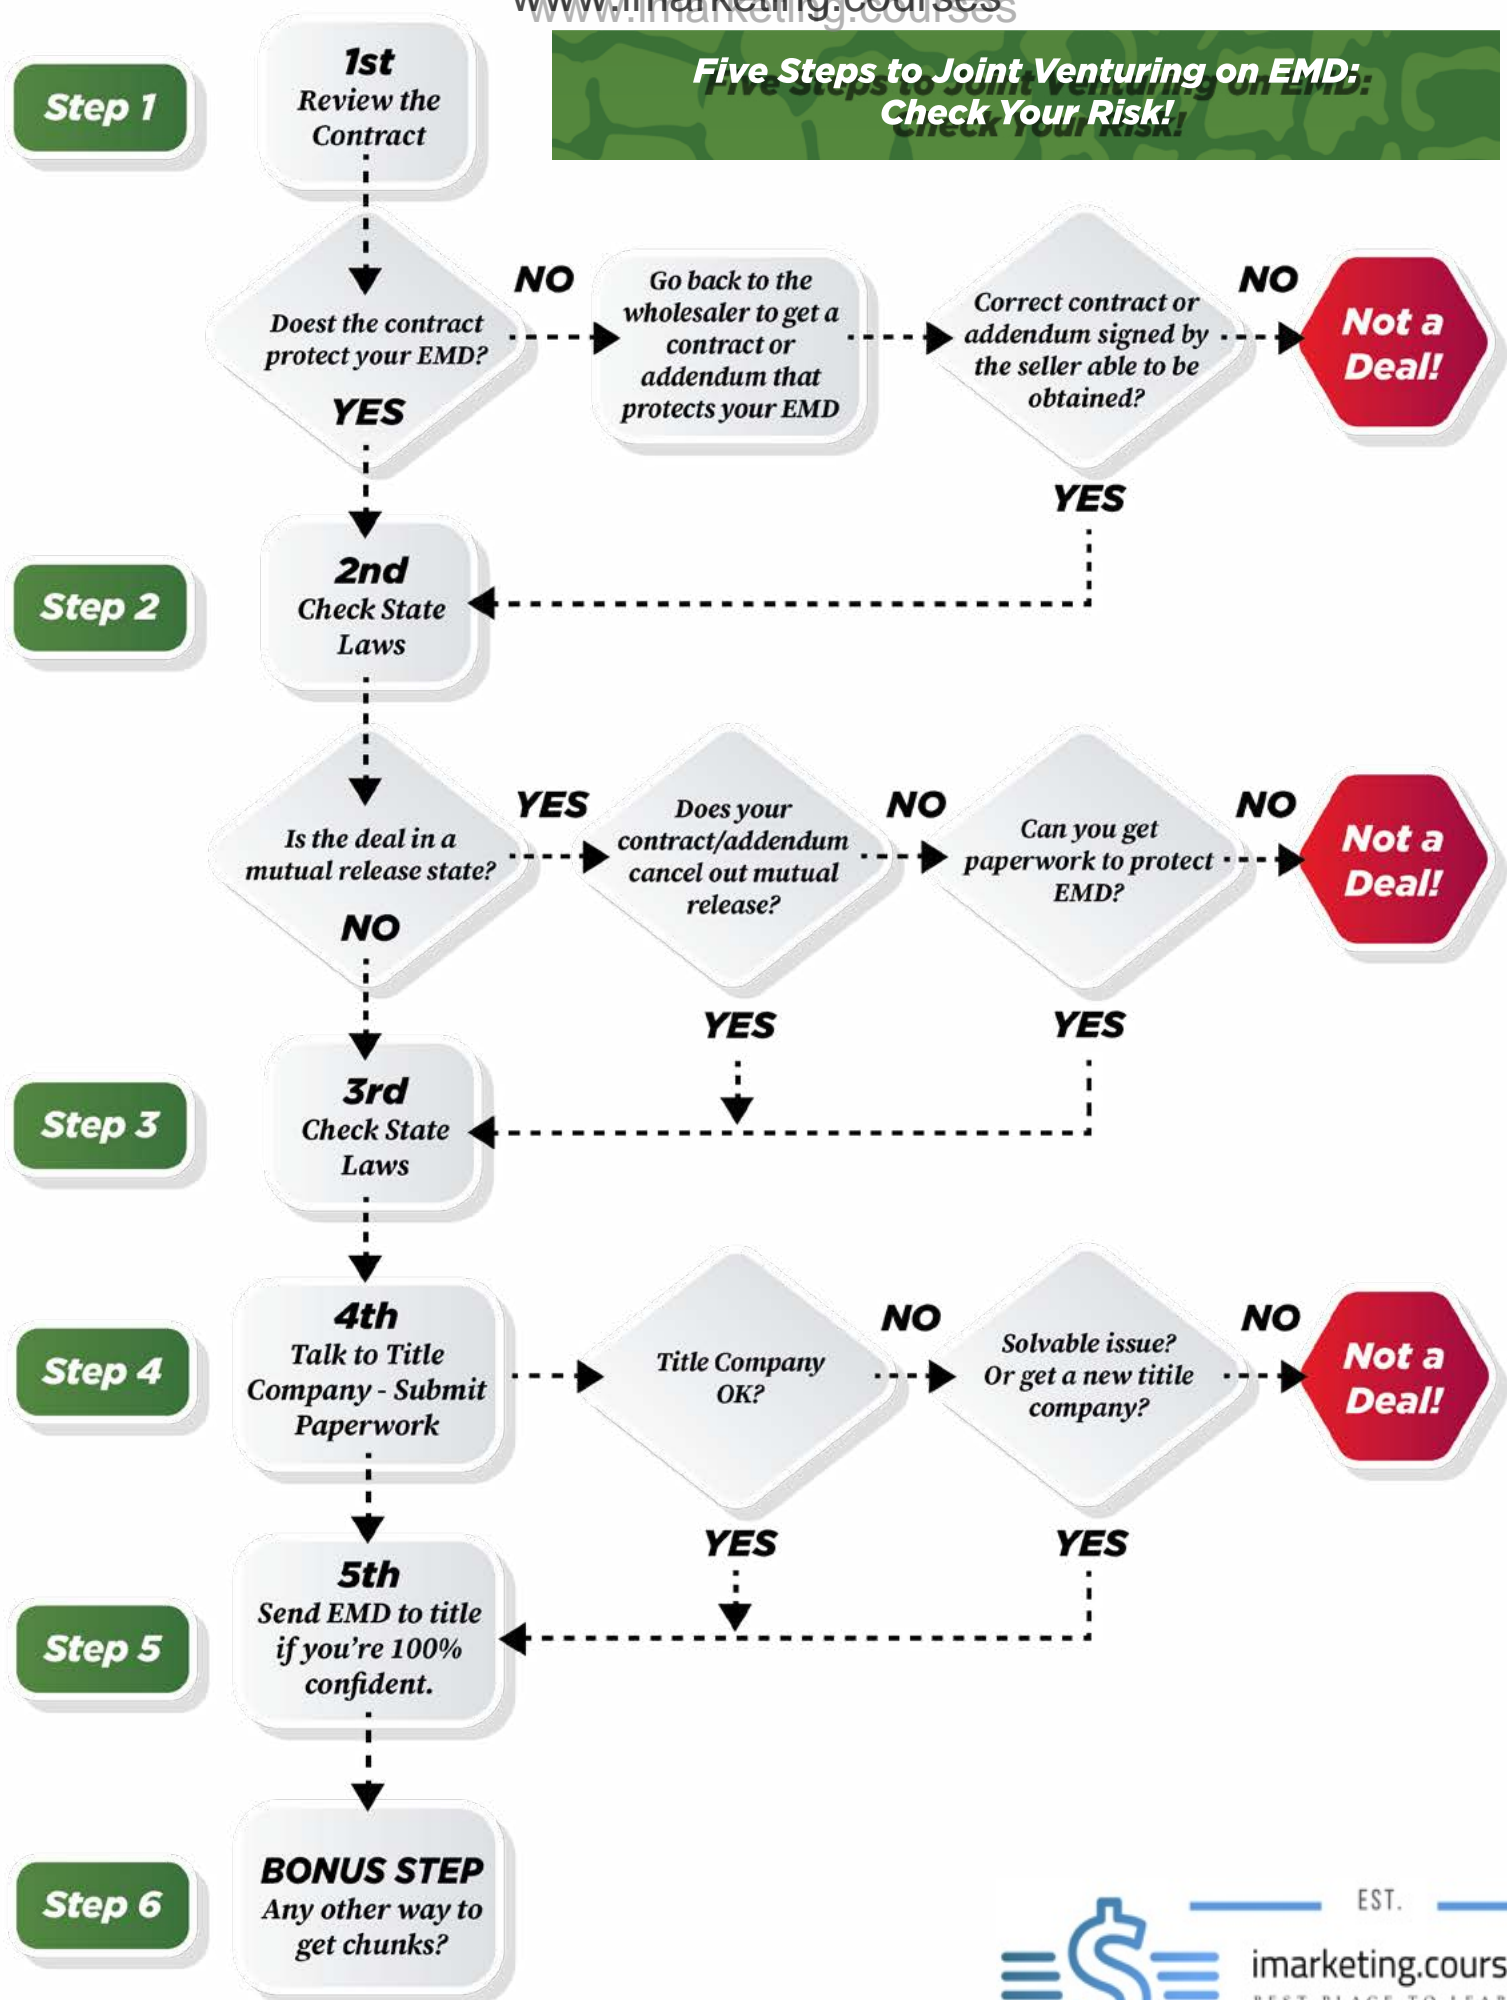 www.imarketing.courses
Five Steps to Joint Venturing on EMD:
Check Your Risk!
Step 1
1st
Review the
Contract
Doest the contract
protect your EMD?
YES
NO
Go back to the
wholesaler to get a
contract or
addendum that
protects your EMD
Correct contract or
addendum signed by
the seller able to be
obtained?
YES
NO
Not a
Deal!
Step 2
2nd
Check State
Laws
Is the deal in a
mutual release state?
NO
YES
Does your
contract/addendum
cancel out mutual
release?
YES
NO
Can you get
paperwork to protect
EMD?
YES
NO
Not a
Deal!
Step 3
3rd
Check State
Laws
Step 4
4th
Talk to Title
Company - Submit
Paperwork
Title Company
OK?
YES
NO
Solvable issue?
Or get a new titile
company?
YES
NO
Not a
Deal!
Step 5
5th
Send EMD to title
if you're 100%
confident.
Step 6
BONUS STEP
Any other way to
get chunks?
EST.
imarketing.cours